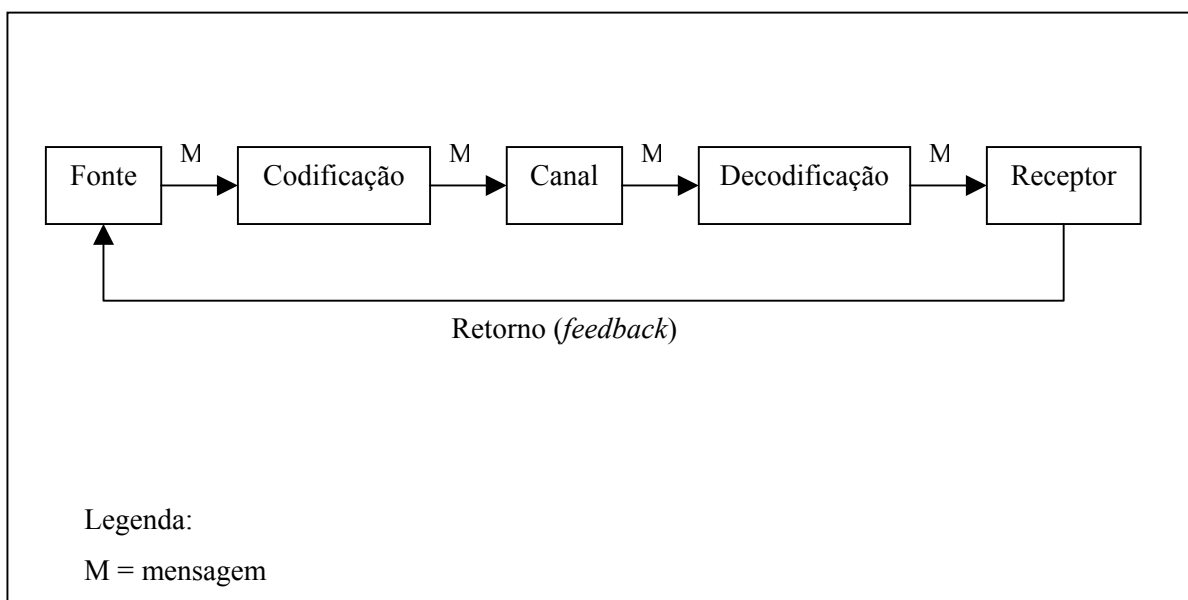 M M M M
Fonte Codificação Canal Decodificação Receptor
Retorno (feedback)
Legenda:
M = mensagem